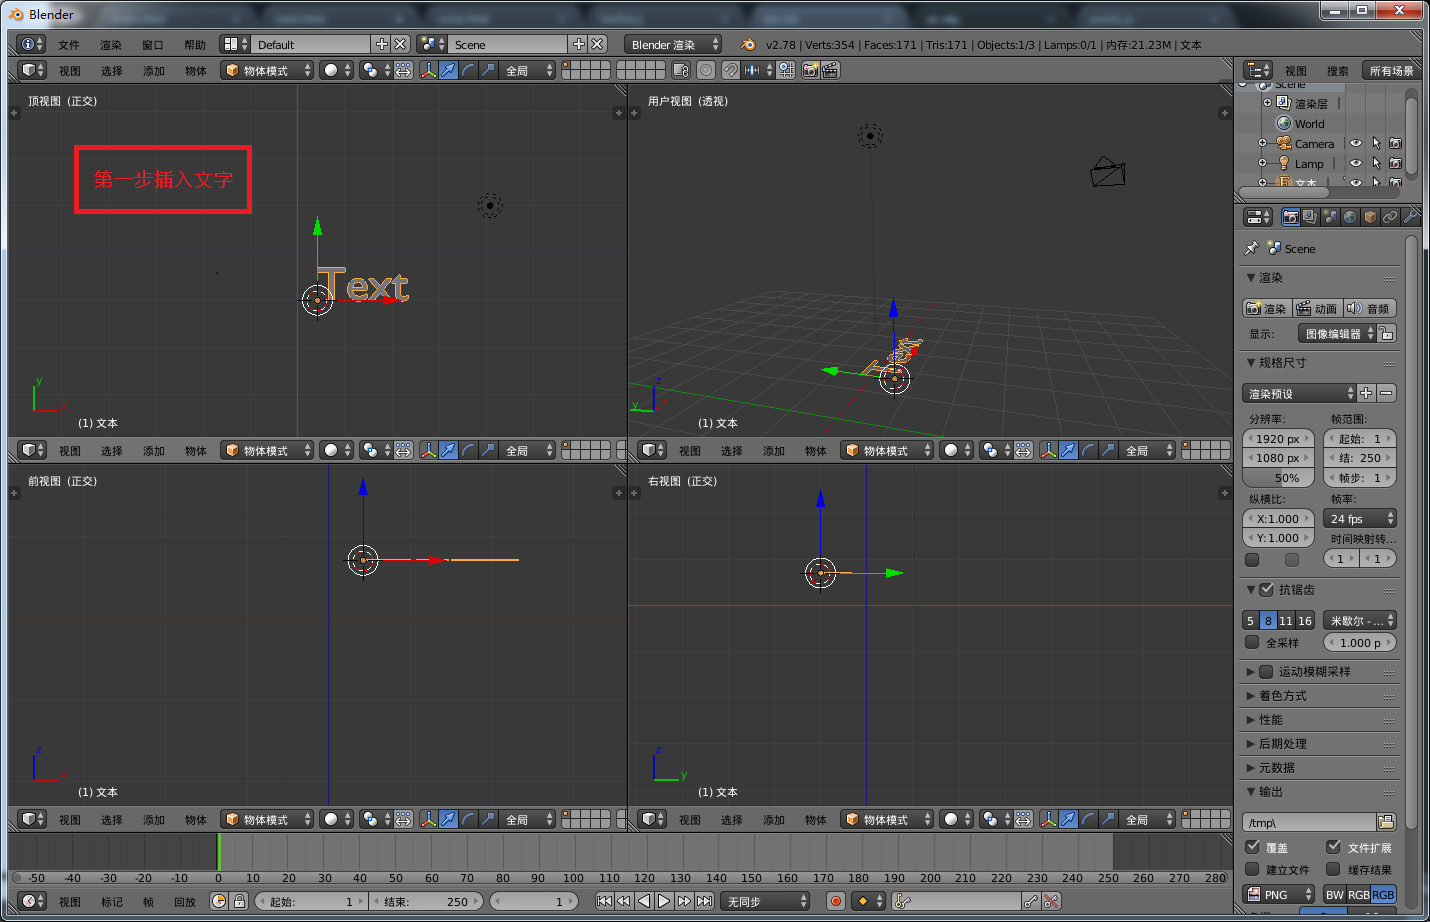 Blender
文件 渲染 窗口 帮助 Default Scene Blender 渲染 v2.78 | Verts:354 | Faces:171 | Tris:171 | Objects:1/3 | Lamps:0/1 | 内存:21.23M | 文本
视图 选择 添加 物体 物体模式 全局
视图 搜索 所有场景
Scene
渲染层
World
Camera
Lamp
文本
顶视图 (正交)
第一步插入文字
Text
y
x
(1) 文本
用户视图 (透视)
z
y x
(1) 文本
视图 选择 添加 物体 物体模式 全局
视图 选择 添加 物体 物体模式 全局
前视图 (正交)
z
x
(1) 文本
右视图 (正交)
z
y
(1) 文本
视图 选择 添加 物体 物体模式 全局
视图 选择 添加 物体 物体模式 全局
Scene
渲染
渲染 动画 音频
显示: 图像编辑器
规格尺寸
渲染预设
分辨率: 帧范围:
1920 px 起始: 1
1080 px 结: 250
50% 帧步: 1
纵横比: 帧率:
X:1.000 24 fps
Y:1.000 时间映射转...
1 1
抗锯齿
5 8 11 16 米歇尔 - ...
全采样 1.000 p
运动模糊采样
着色方式
性能
后期处理
元数据
输出
/tmp\
覆盖 文件扩展
建立文件 缓存结果
PNG BW RGB RGB
-50 -40 -30 -20 -10 0 10 20 30 40 50 60 70 80 90 100 110 120 130 140 150 160 170 180 190 200 210 220 230 240 250 260 270 280
视图 标记 帧 回放 起始: 1 结束: 250 1 无同步